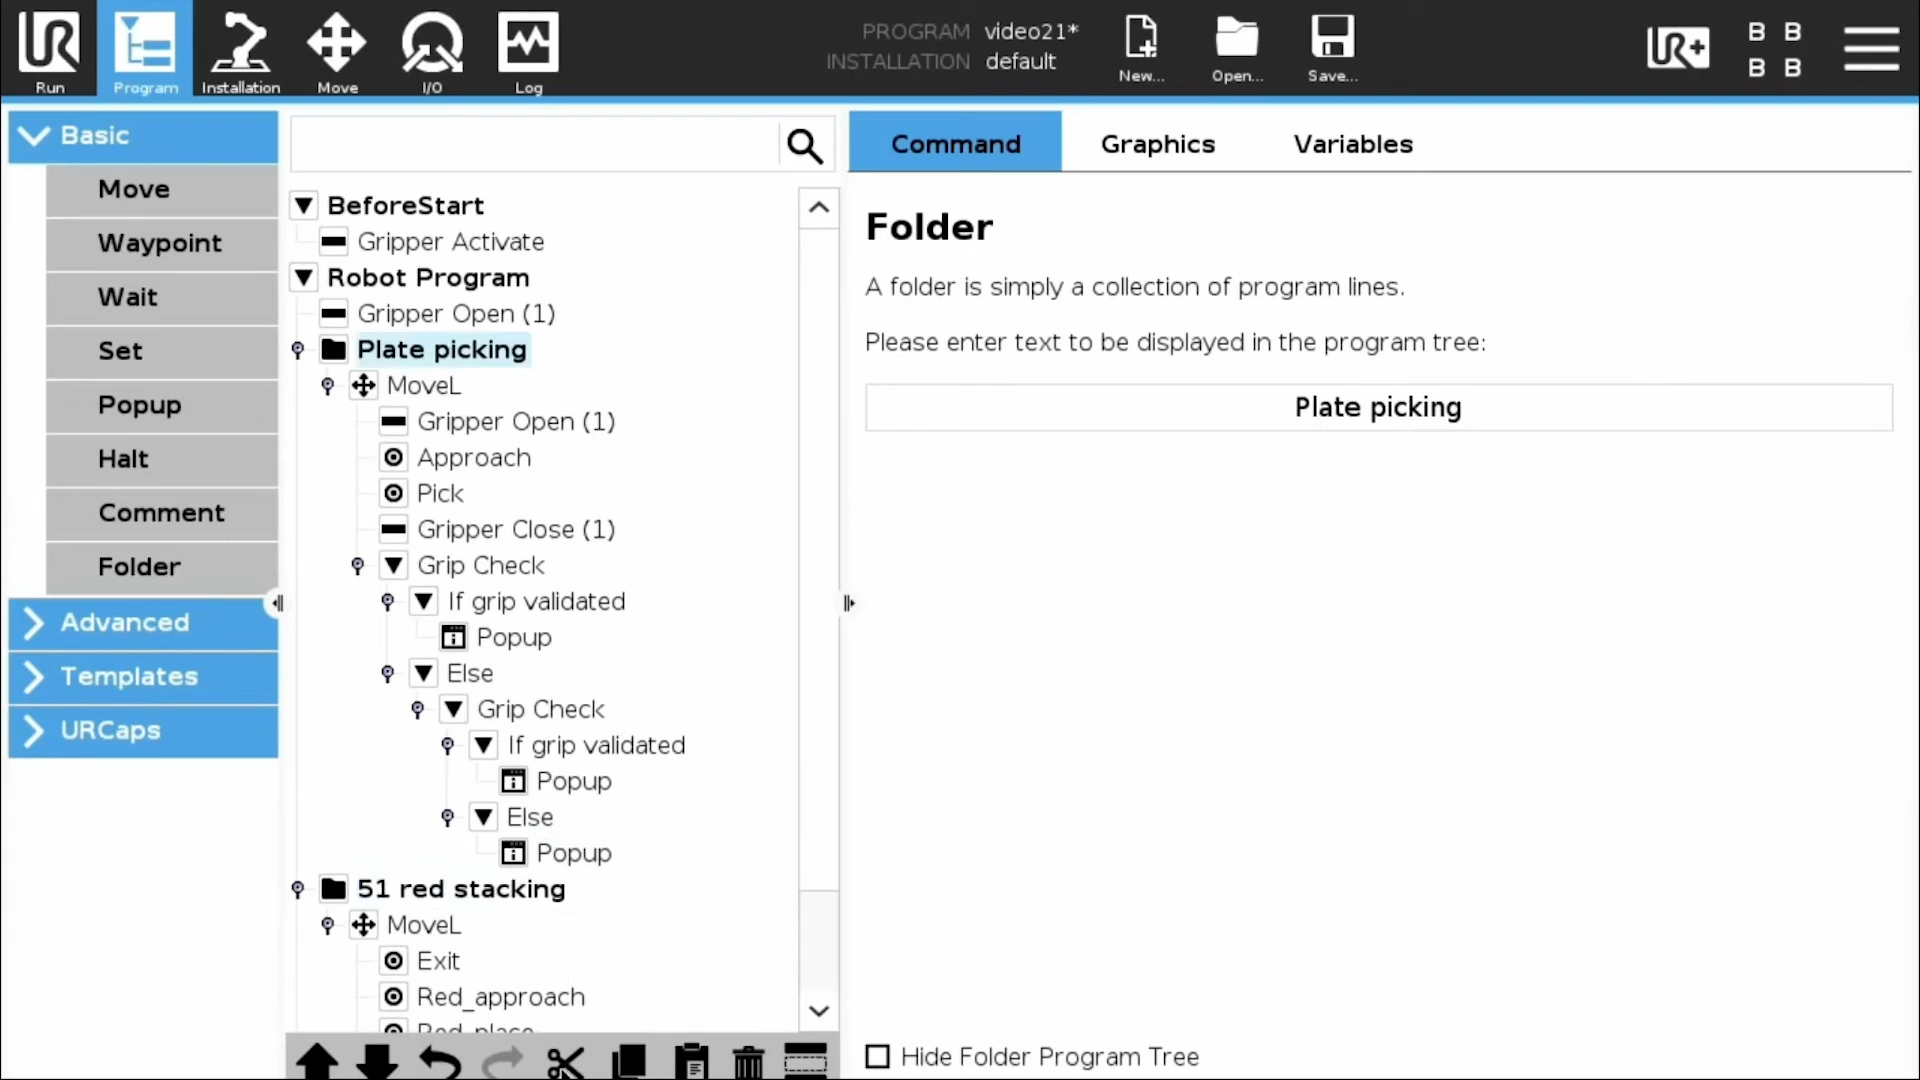 PROGRAM video21*
INSTALLATION default
Run
Program
Installation
Move
I/O
Log
New...
Open...
Save...
UR+
B B
B B
Basic
Move
Waypoint
Wait
Set
Popup
Halt
Comment
Folder
Advanced
Templates
URCaps
BeforeStart
Gripper Activate
Robot Program
Gripper Open (1)
Plate picking
MoveL
Gripper Open (1)
Approach
Pick
Gripper Close (1)
Grip Check
If grip validated
Popup
Else
Grip Check
If grip validated
Popup
Else
Popup
51 red stacking
MoveL
Exit
Red_approach
Red_place
Command
Graphics
Variables
Folder
A folder is simply a collection of program lines.
Please enter text to be displayed in the program tree:
Plate picking
Hide Folder Program Tree